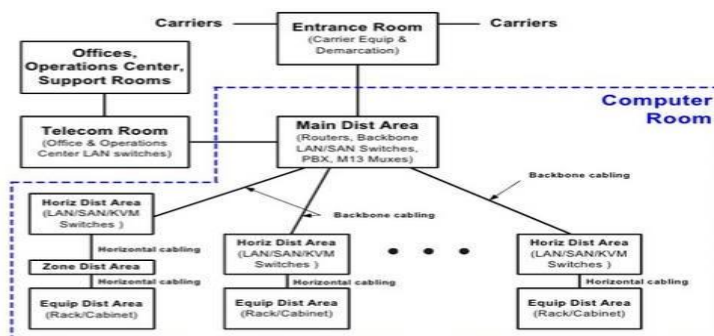 Carriers
Entrance Room
(Carrier Equip &
Demarcation)
Carriers
Offices,
Operations Center,
Support Rooms
Computer
Room
Telecom Room
(Office & Operations
Center LAN switches)
Main Dist Area
(Routers, Backbone
LAN/SAN Switches,
PBX, M13 Muxes)
Backbone cabling
Horiz Dist Area
(LAN/SAN/KVM
Switches )
Backbone cabling
Horizontal cabling
Zone Dist Area
Horizontal cabling
Equip Dist Area
(Rack/Cabinet)
Horiz Dist Area
(LAN/SAN/KVM
Switches )
Horizontal cabling
Equip Dist Area
(Rack/Cabinet)
Horiz Dist Area
(LAN/SAN/KVM
Switches )
Horizontal cabling
Equip Dist Area
(Rack/Cabinet)